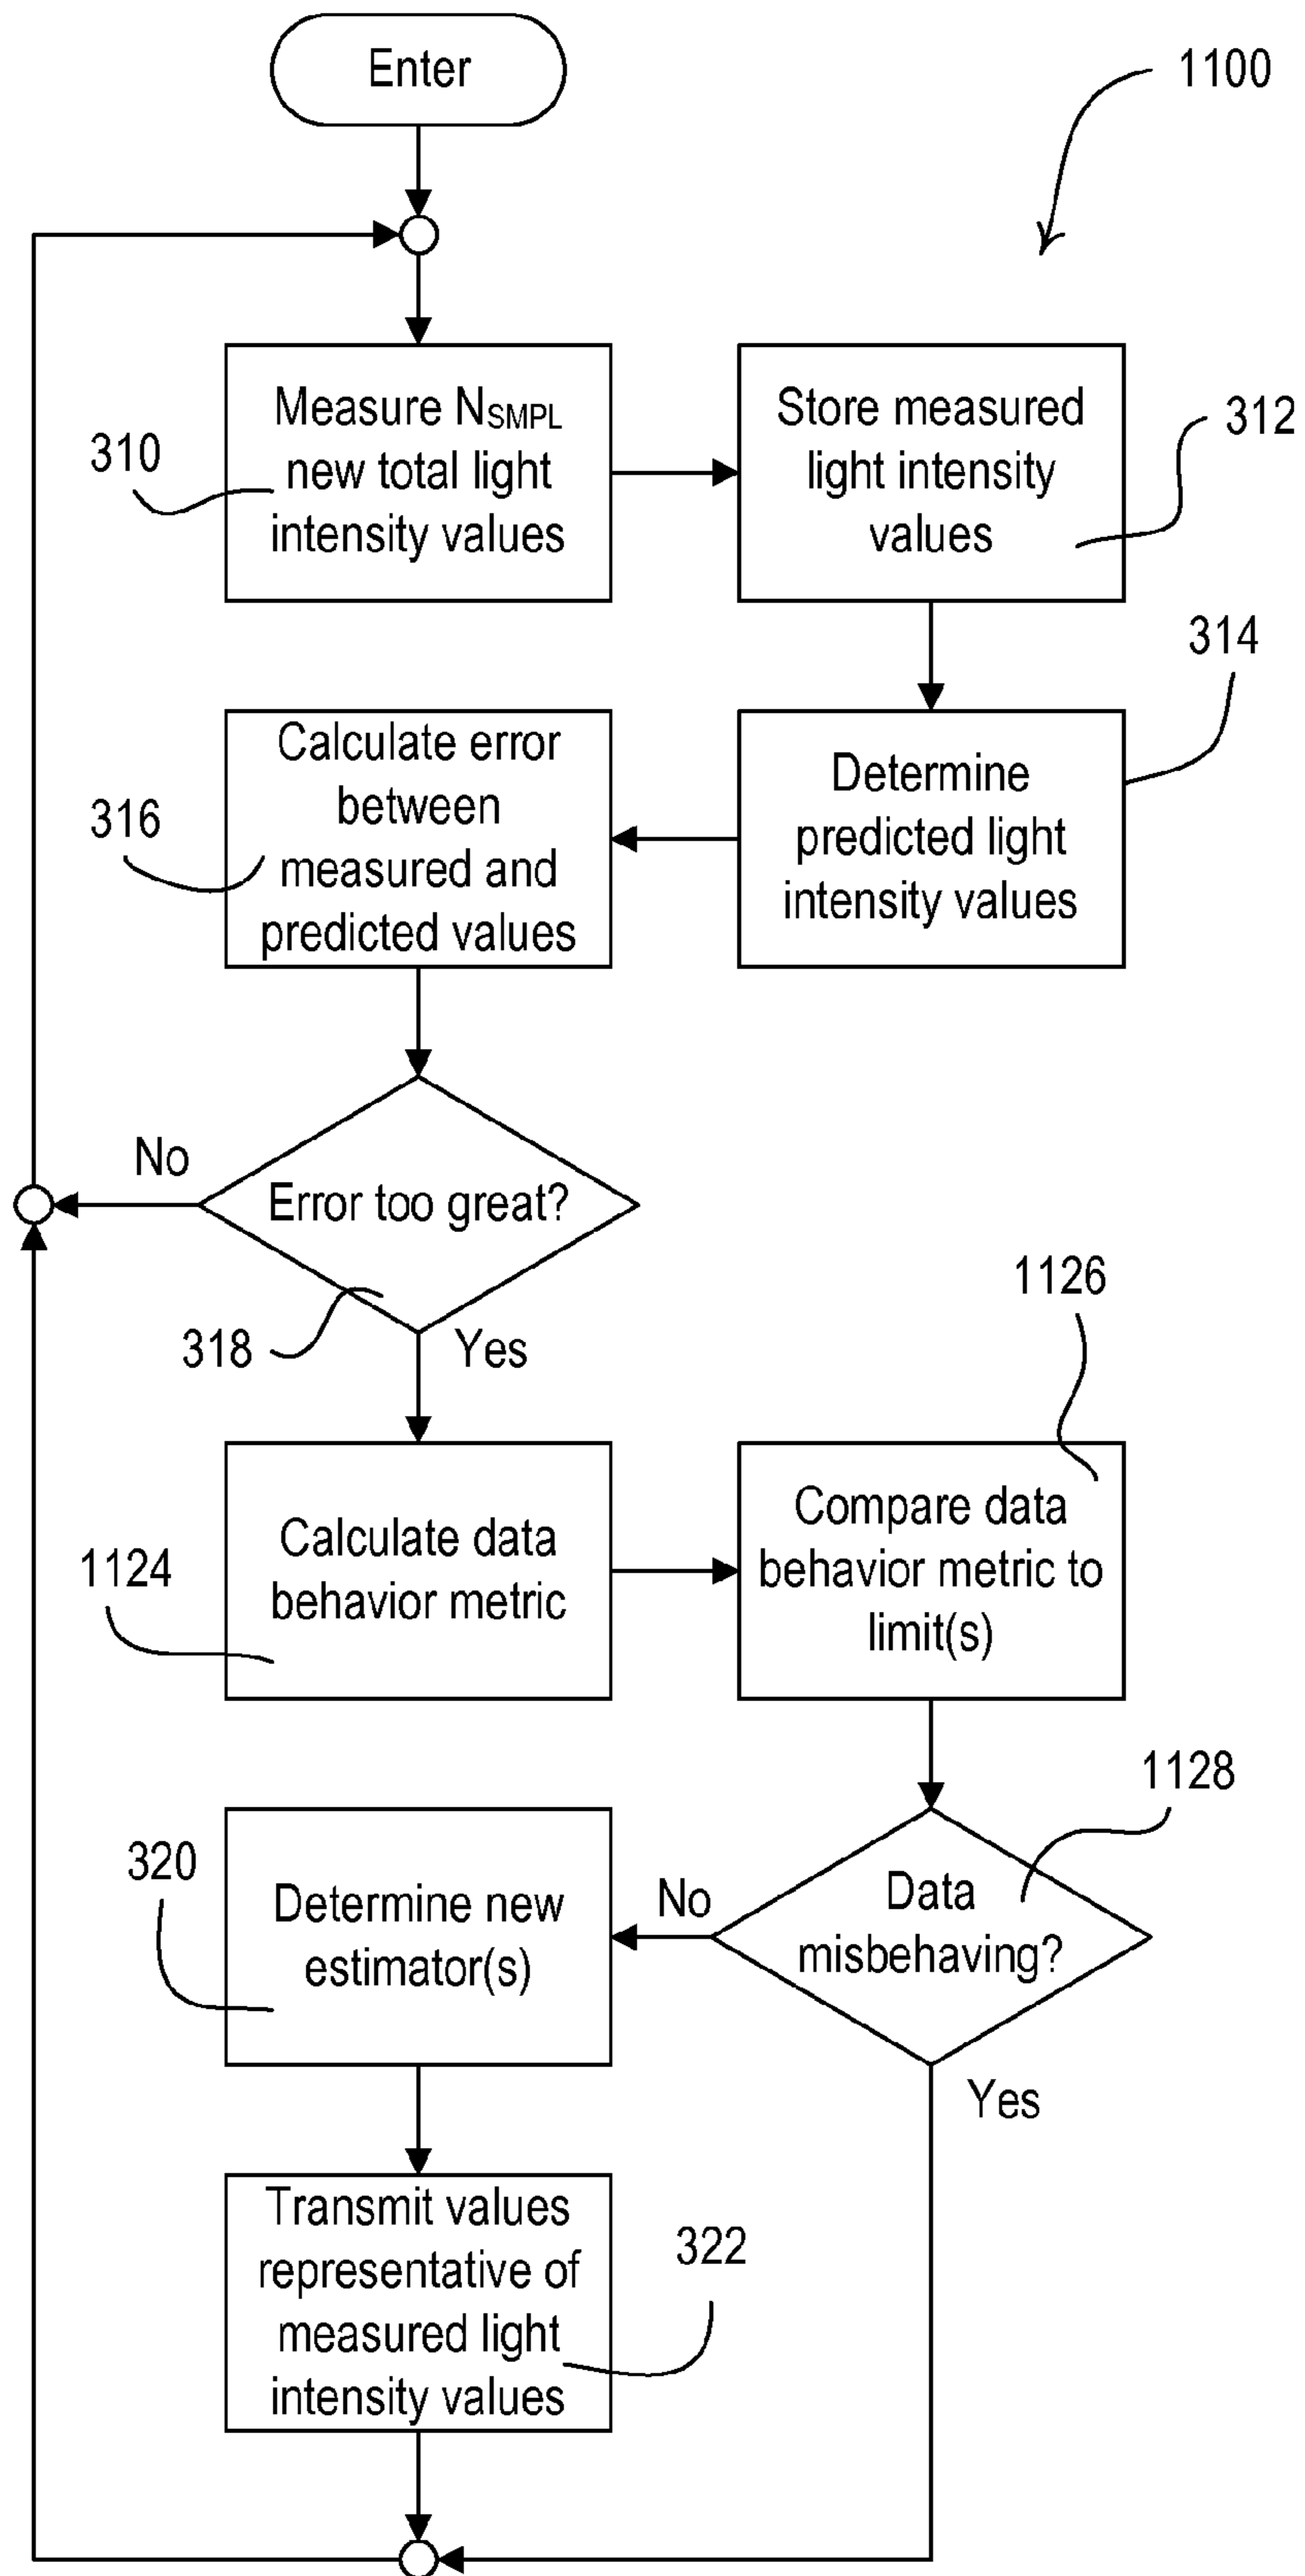 Enter
1100
Measure NSMPL
new total light
intensity values
310
Store measured
light intensity
values
312
314
Calculate error
between
measured and
predicted values
316
Determine
predicted light
intensity values
No
Error too great?
318
Yes
1126
Calculate data
behavior metric
1124
Compare data
behavior metric to
limit(s)
1128
320
Determine new
estimator(s)
No
Data
misbehaving?
Yes
Transmit values
representative of
measured light
intensity values
322